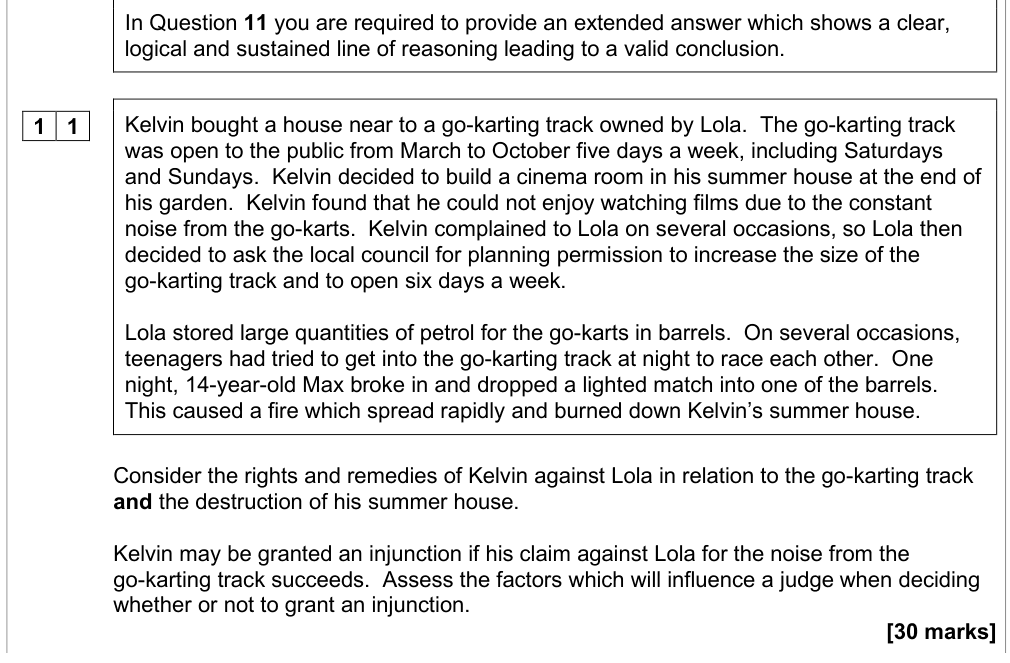 In Question 11 you are required to provide an extended answer which shows a clear,
logical and sustained line of reasoning leading to a valid conclusion.
1 1
Kelvin bought a house near to a go-karting track owned by Lola. The go-karting track
was open to the public from March to October five days a week, including Saturdays
and Sundays. Kelvin decided to build a cinema room in his summer house at the end of
his garden. Kelvin found that he could not enjoy watching films due to the constant
noise from the go-karts. Kelvin complained to Lola on several occasions, so Lola then
decided to ask the local council for planning permission to increase the size of the
go-karting track and to open six days a week.
Lola stored large quantities of petrol for the go-karts in barrels. On several occasions,
teenagers had tried to get into the go-karting track at night to race each other. One
night, 14-year-old Max broke in and dropped a lighted match into one of the barrels.
This caused a fire which spread rapidly and burned down Kelvin's summer house.
Consider the rights and remedies of Kelvin against Lola in relation to the go-karting track
and the destruction of his summer house.
Kelvin may be granted an injunction if his claim against Lola for the noise from the
go-karting track succeeds. Assess the factors which will influence a judge when deciding
whether or not to grant an injunction.
[30 marks]